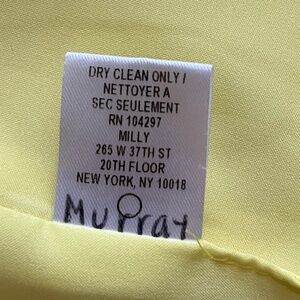 DRY CLEAN ONLY /
NETTOYER A
SEC SEULEMENT
RN 104297
MILLY
265 W 37TH ST
20TH FLOOR
NEW YORK, NY 10018
Murray